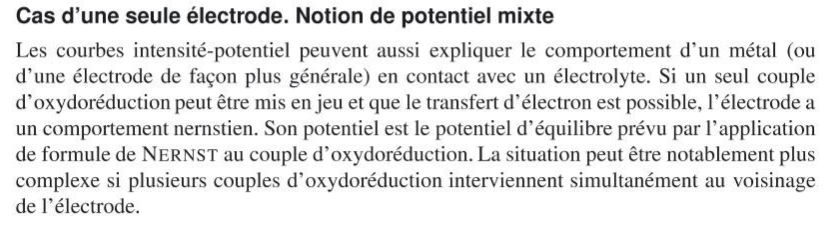 Cas d'une seule électrode. Notion de potentiel mixte
Les courbes intensité-potentiel peuvent aussi expliquer le comportement d'un métal (ou
d'une électrode de façon plus générale) en contact avec un électrolyte. Si un seul couple
d'oxydoréduction peut être mis en jeu et que le transfert d'électron est possible, l'électrode a
un comportement nernstien. Son potentiel est le potentiel d'équilibre prévu par l'application
de formule de NERNST au couple d'oxydoréduction. La situation peut être notablement plus
complexe si plusieurs couples d'oxydoréduction interviennent simultanément au voisinage
de l'électrode.